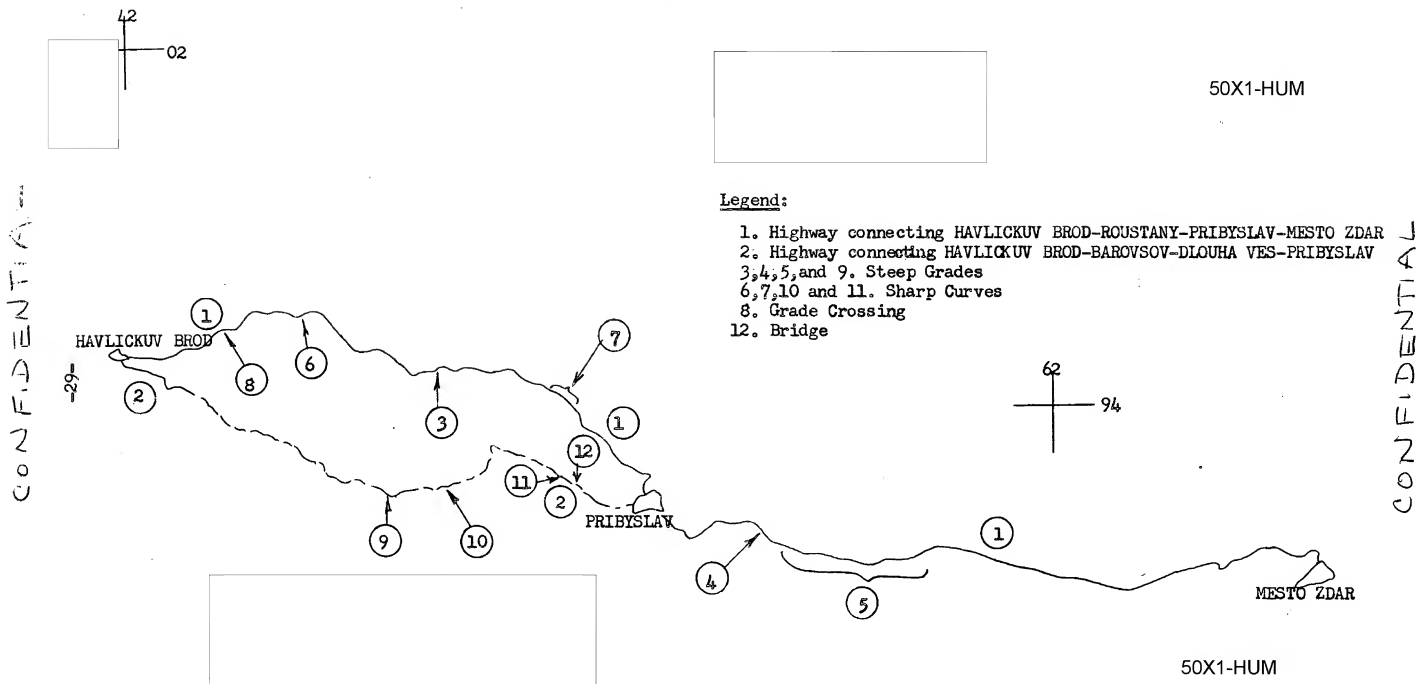 42
02
50X1-HUM
CONFIDENTIAL
CONFIDENTIAL
-29-
Legend:
1. Highway connecting HAVLICKUV BROD-ROUSTANY-PRIBYSLAV-MESTO ZDAR
2. Highway connecting HAVLICKUV BROD-BAROVSOV-DLOUHA VES-PRIBYSLAV
3,4,5,and 9. Steep Grades
6,7,10 and 11. Sharp Curves
8. Grade Crossing
12. Bridge
1
HAVLICKUV BROD
7
8
6
2
62
94
3
1
12
11
2
PRIBYSLAV
9
10
4
1
5
MESTO ZDAR
50X1-HUM